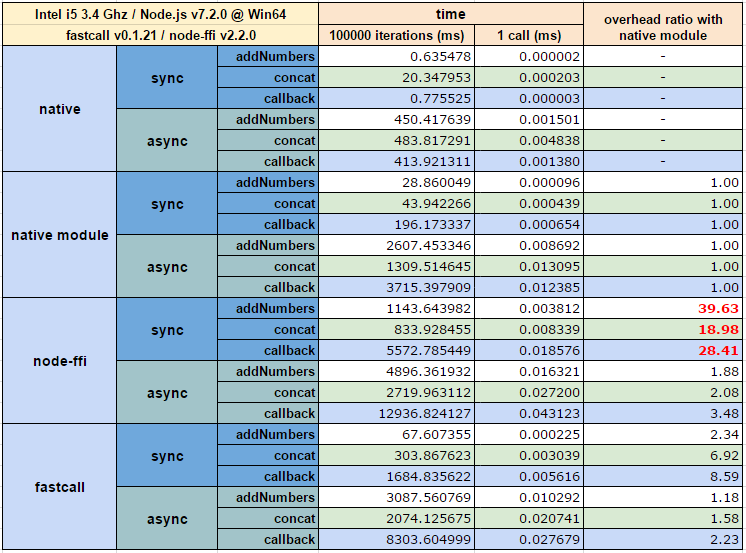 Intel i5 3.4 Ghz / Node.js v7.2.0 @ Win64 time overhead ratio with native module
fastcall v0.1.21 / node-ffi v2.2.0 100000 iterations (ms) 1 call (ms)
native sync addNumbers 0.635478 0.000002 -
concat 20.347953 0.000203 -
callback 0.775525 0.000003 -
async addNumbers 450.417639 0.001501 -
concat 483.817291 0.004838 -
callback 413.921311 0.001380 -
native module sync addNumbers 28.860049 0.000096 1.00
concat 43.942266 0.000439 1.00
callback 196.173337 0.000654 1.00
async addNumbers 2607.453346 0.008692 1.00
concat 1309.514645 0.013095 1.00
callback 3715.397909 0.012385 1.00
node-ffi sync addNumbers 1143.643982 0.003812 39.63
concat 833.928455 0.008339 18.98
callback 5572.785449 0.018576 28.41
async addNumbers 4896.361932 0.016321 1.88
concat 2719.963112 0.027200 2.08
callback 12936.824127 0.043123 3.48
fastcall sync addNumbers 67.607355 0.000225 2.34
concat 303.867623 0.003039 6.92
callback 1684.835622 0.005616 8.59
async addNumbers 3087.560769 0.010292 1.18
concat 2074.125675 0.020741 1.58
callback 8303.604999 0.027679 2.23